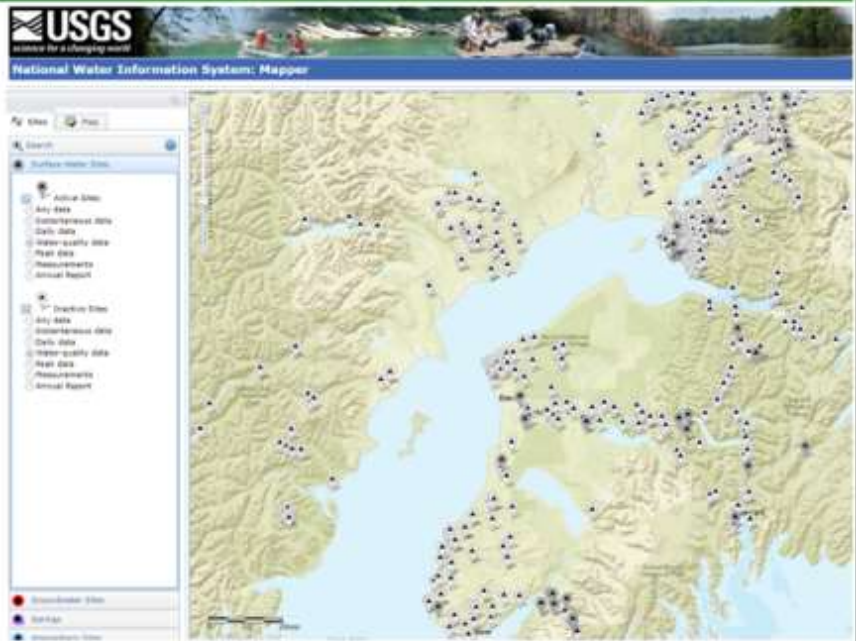 USGS
science for a changing world
National Water Information System: Mapper
Sites Map
Search
Surface-Water Sites
Active Sites
Any data
Instantaneous data
Daily data
Water-quality data
Peak data
Measurements
Annual Report
Inactive Sites
Any data
Instantaneous data
Daily data
Water-quality data
Peak data
Measurements
Annual Report
Groundwater Sites
Springs
Atmospheric Sites